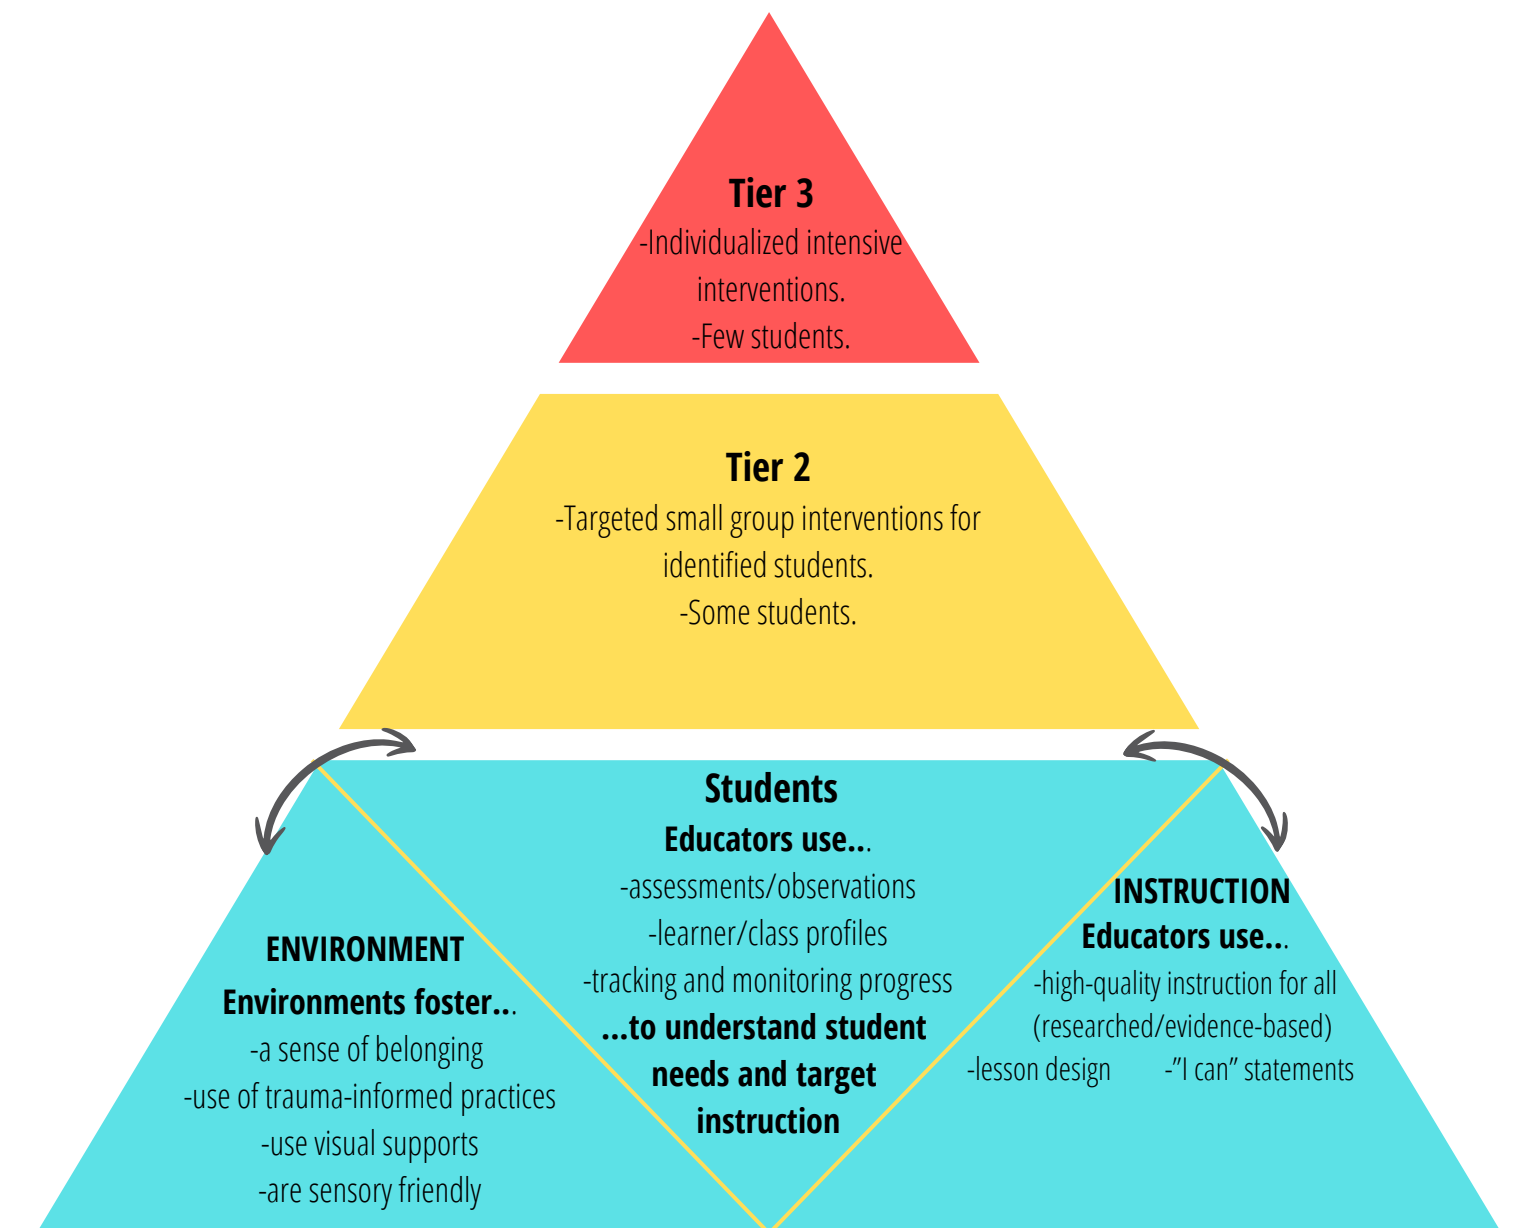 Tier 3
-Individualized intensive
interventions.
-Few students.
Tier 2
-Targeted small group interventions for
identified students.
-Some students.
Students
Educators use...
-assessments/observations
-learner/class profiles
-tracking and monitoring progress
...to understand student
needs and target
instruction
ENVIRONMENT
Environments foster...
-a sense of belonging
-use of trauma-informed practices
-use visual supports
-are sensory friendly
INSTRUCTION
Educators use...
-high-quality instruction for all
(researched/evidence-based)
-lesson design -”I can” statements